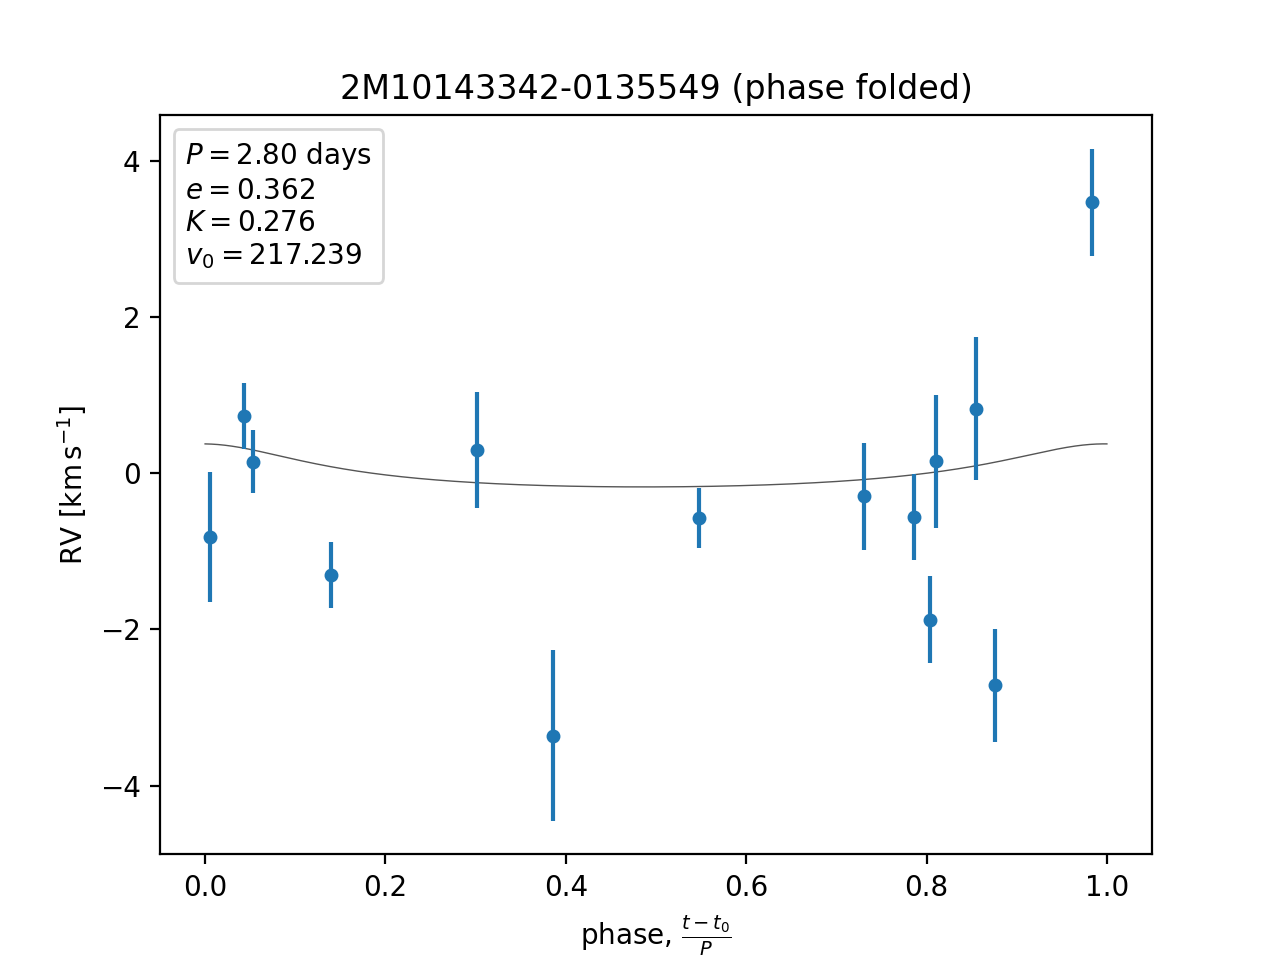 2M10143342-0135549 (phase folded)
P = 2.80 days
e = 0.362
K = 0.276
v₀ = 217.239
4
2
0
−2
−4
RV [km s⁻¹]
0.0 0.2 0.4 0.6 0.8 1.0
phase, (t − t₀)/P